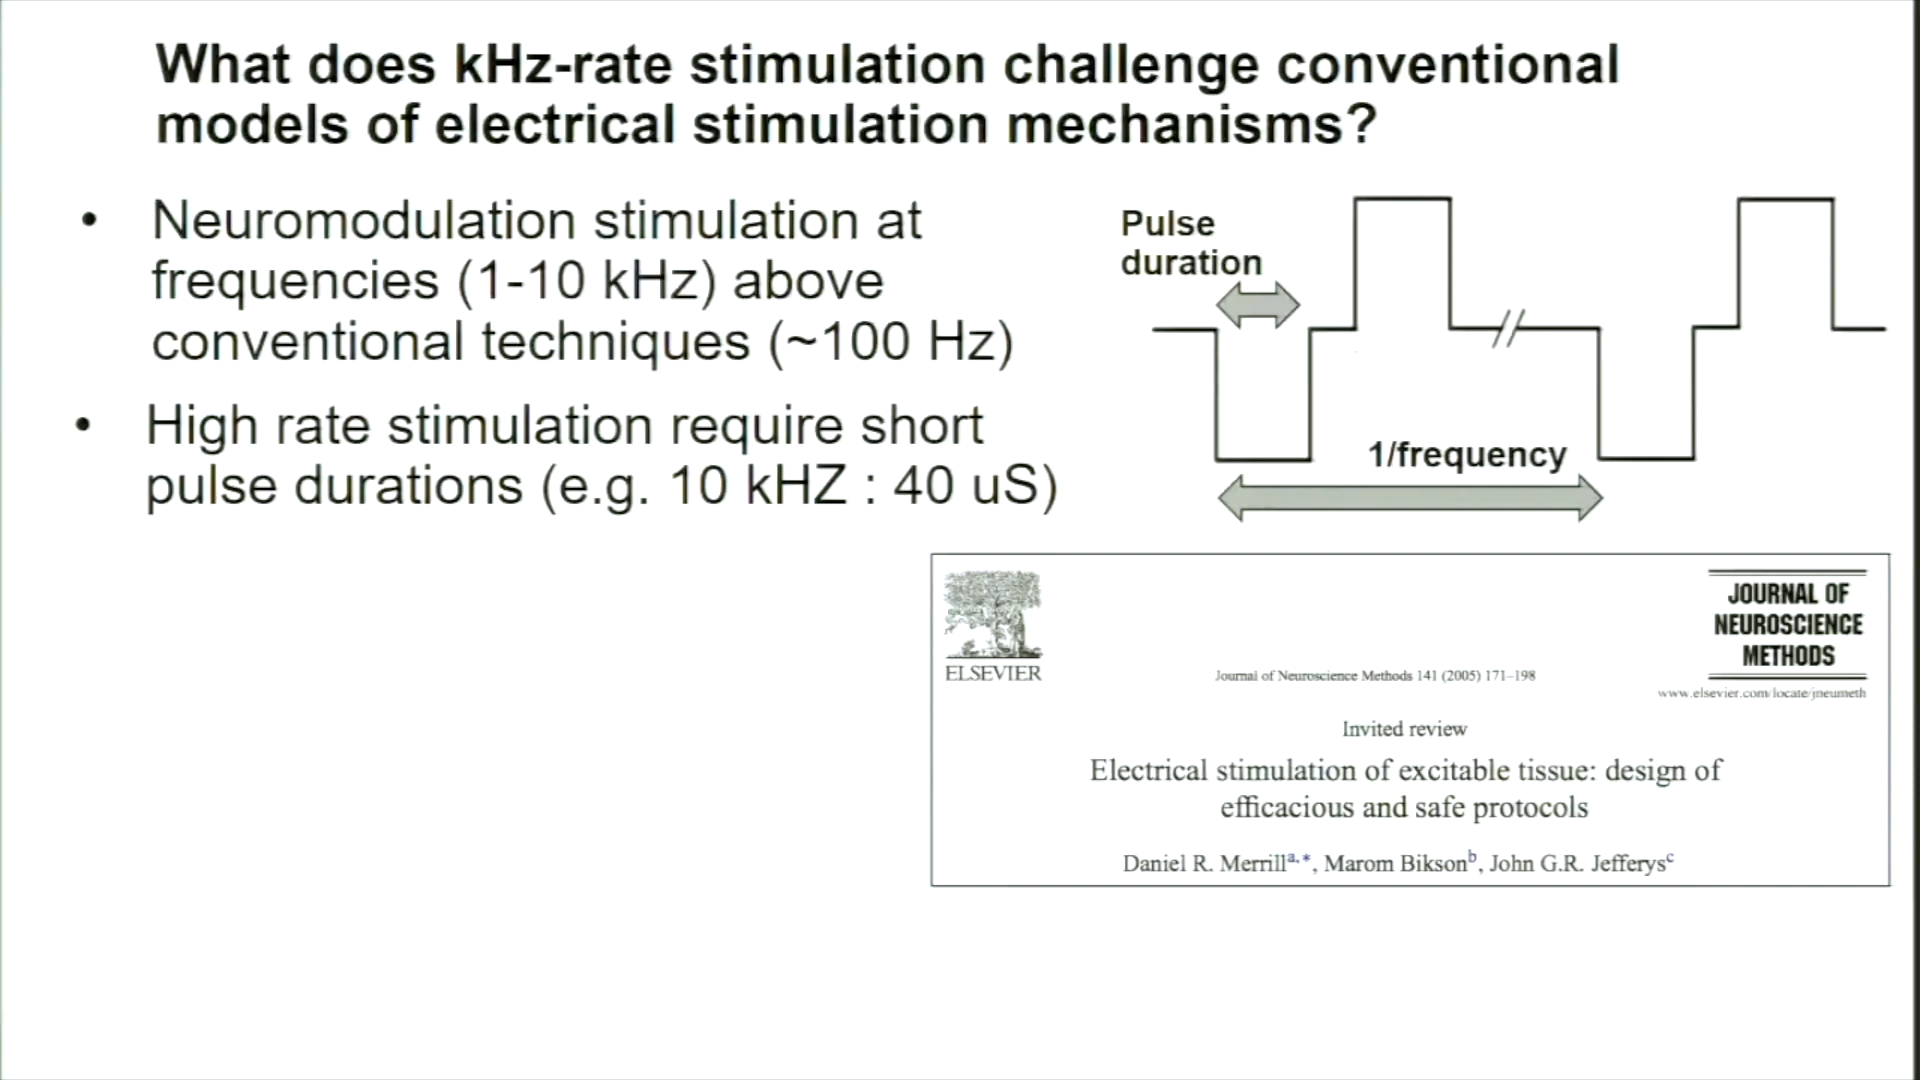 What does kHz-rate stimulation challenge conventional
models of electrical stimulation mechanisms?
• Neuromodulation stimulation at
frequencies (1-10 kHz) above
conventional techniques (~100 Hz)
• High rate stimulation require short
pulse durations (e.g. 10 kHZ : 40 uS)
Pulse
duration
1/frequency
ELSEVIER
Journal of Neuroscience Methods 141 (2005) 171–198
JOURNAL OF
NEUROSCIENCE
METHODS
www.elsevier.com/locate/jneumeth
Invited review
Electrical stimulation of excitable tissue: design of
efficacious and safe protocols
Daniel R. Merrillᵃ,*, Marom Biksonᵇ, John G.R. Jefferysᶜ